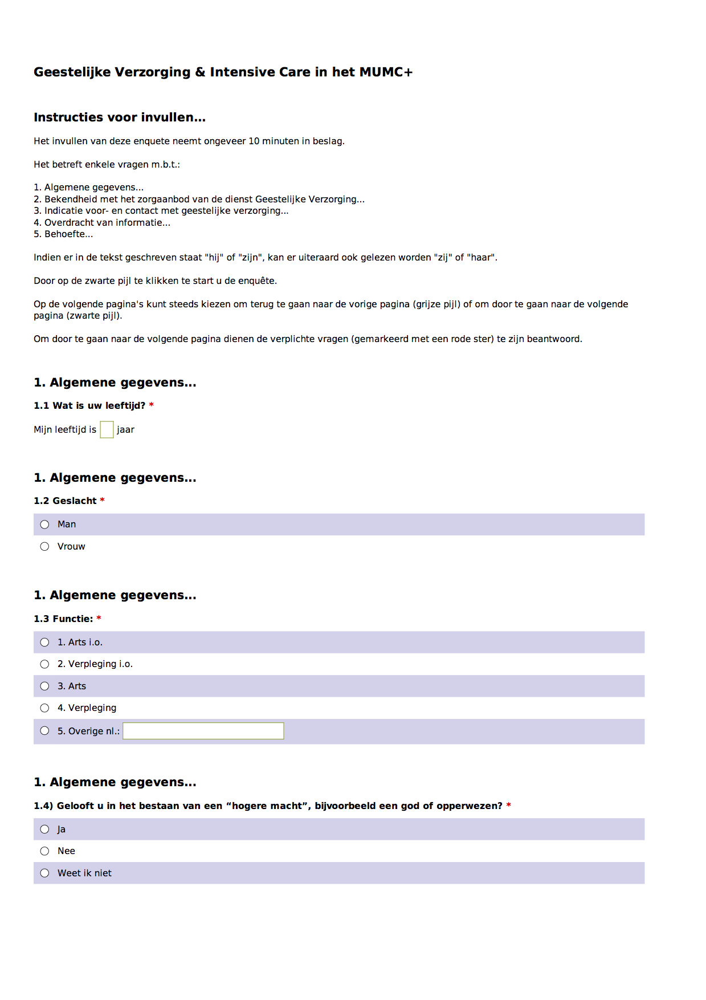 Geestelijke Verzorging & Intensive Care in het MUMC+
Instructies voor invullen...
Het invullen van deze enquete neemt ongeveer 10 minuten in beslag.
Het betreft enkele vragen m.b.t.:
1. Algemene gegevens...
2. Bekendheid met het zorgaanbod van de dienst Geestelijke Verzorging...
3. Indicatie voor- en contact met geestelijke verzorging...
4. Overdracht van informatie...
5. Behoefte...
Indien er in de tekst geschreven staat "hij" of "zijn", kan er uiteraard ook gelezen worden "zij" of "haar".
Door op de zwarte pijl te klikken te start u de enquête.
Op de volgende pagina's kunt steeds kiezen om terug te gaan naar de vorige pagina (grijze pijl) of om door te gaan naar de volgende
pagina (zwarte pijl).
Om door te gaan naar de volgende pagina dienen de verplichte vragen (gemarkeerd met een rode ster) te zijn beantwoord.
1. Algemene gegevens...
1.1 Wat is uw leeftijd? *
Mijn leeftijd is jaar
1. Algemene gegevens...
1.2 Geslacht *
Man
Vrouw
1. Algemene gegevens...
1.3 Functie: *
1. Arts i.o.
2. Verpleging i.o.
3. Arts
4. Verpleging
5. Overige nl.:
1. Algemene gegevens...
1.4) Gelooft u in het bestaan van een “hogere macht”, bijvoorbeeld een god of opperwezen? *
Ja
Nee
Weet ik niet